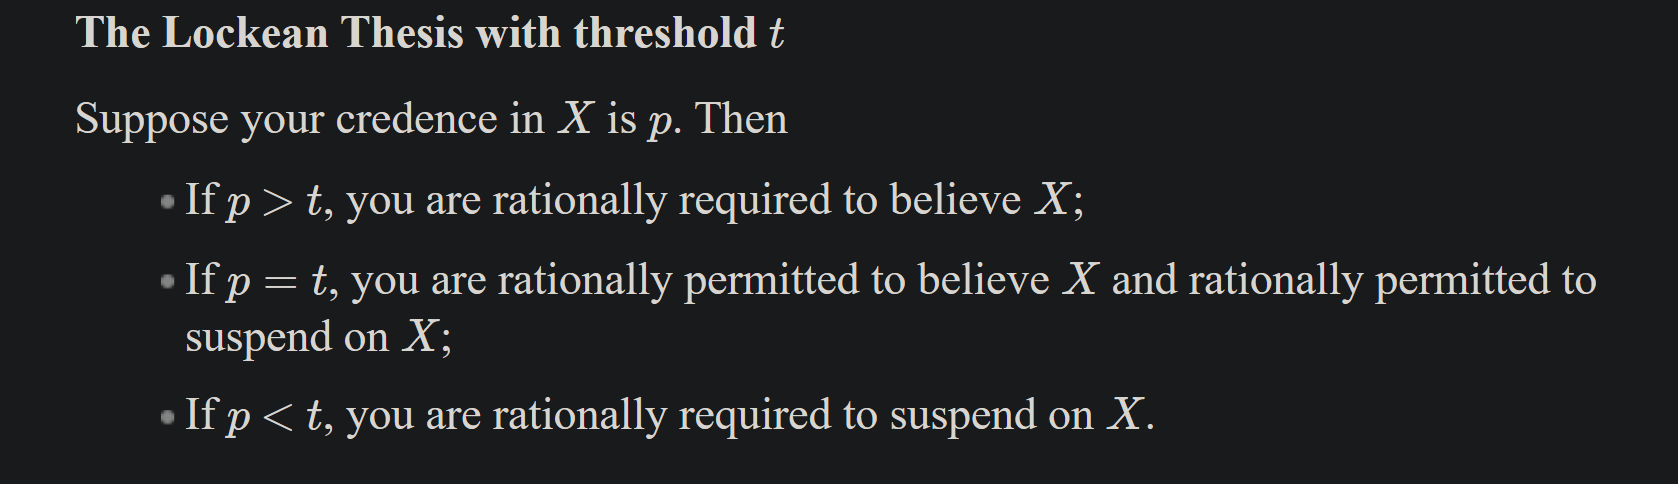 The Lockean Thesis with threshold t
Suppose your credence in X is p. Then
• If p > t, you are rationally required to believe X;
• If p = t, you are rationally permitted to believe X and rationally permitted to
suspend on X;
• If p < t, you are rationally required to suspend on X.